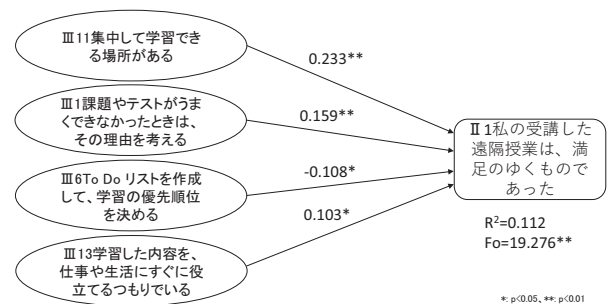 Ⅲ11集中して学習でき
る場所がある
0.233**
Ⅲ1課題やテストがうま
くできなかったときは、
その理由を考える
0.159**
Ⅲ6To Do リストを作成
して、学習の優先順位
を決める
-0.108*
Ⅲ13学習した内容を、
仕事や生活にすぐに役
立てるつもりでいる
0.103*
Ⅱ1私の受講した
遠隔授業は、満
足のゆくもので
あった
R²=0.112
Fo=19.276**
*: p<0.05、**: p<0.01